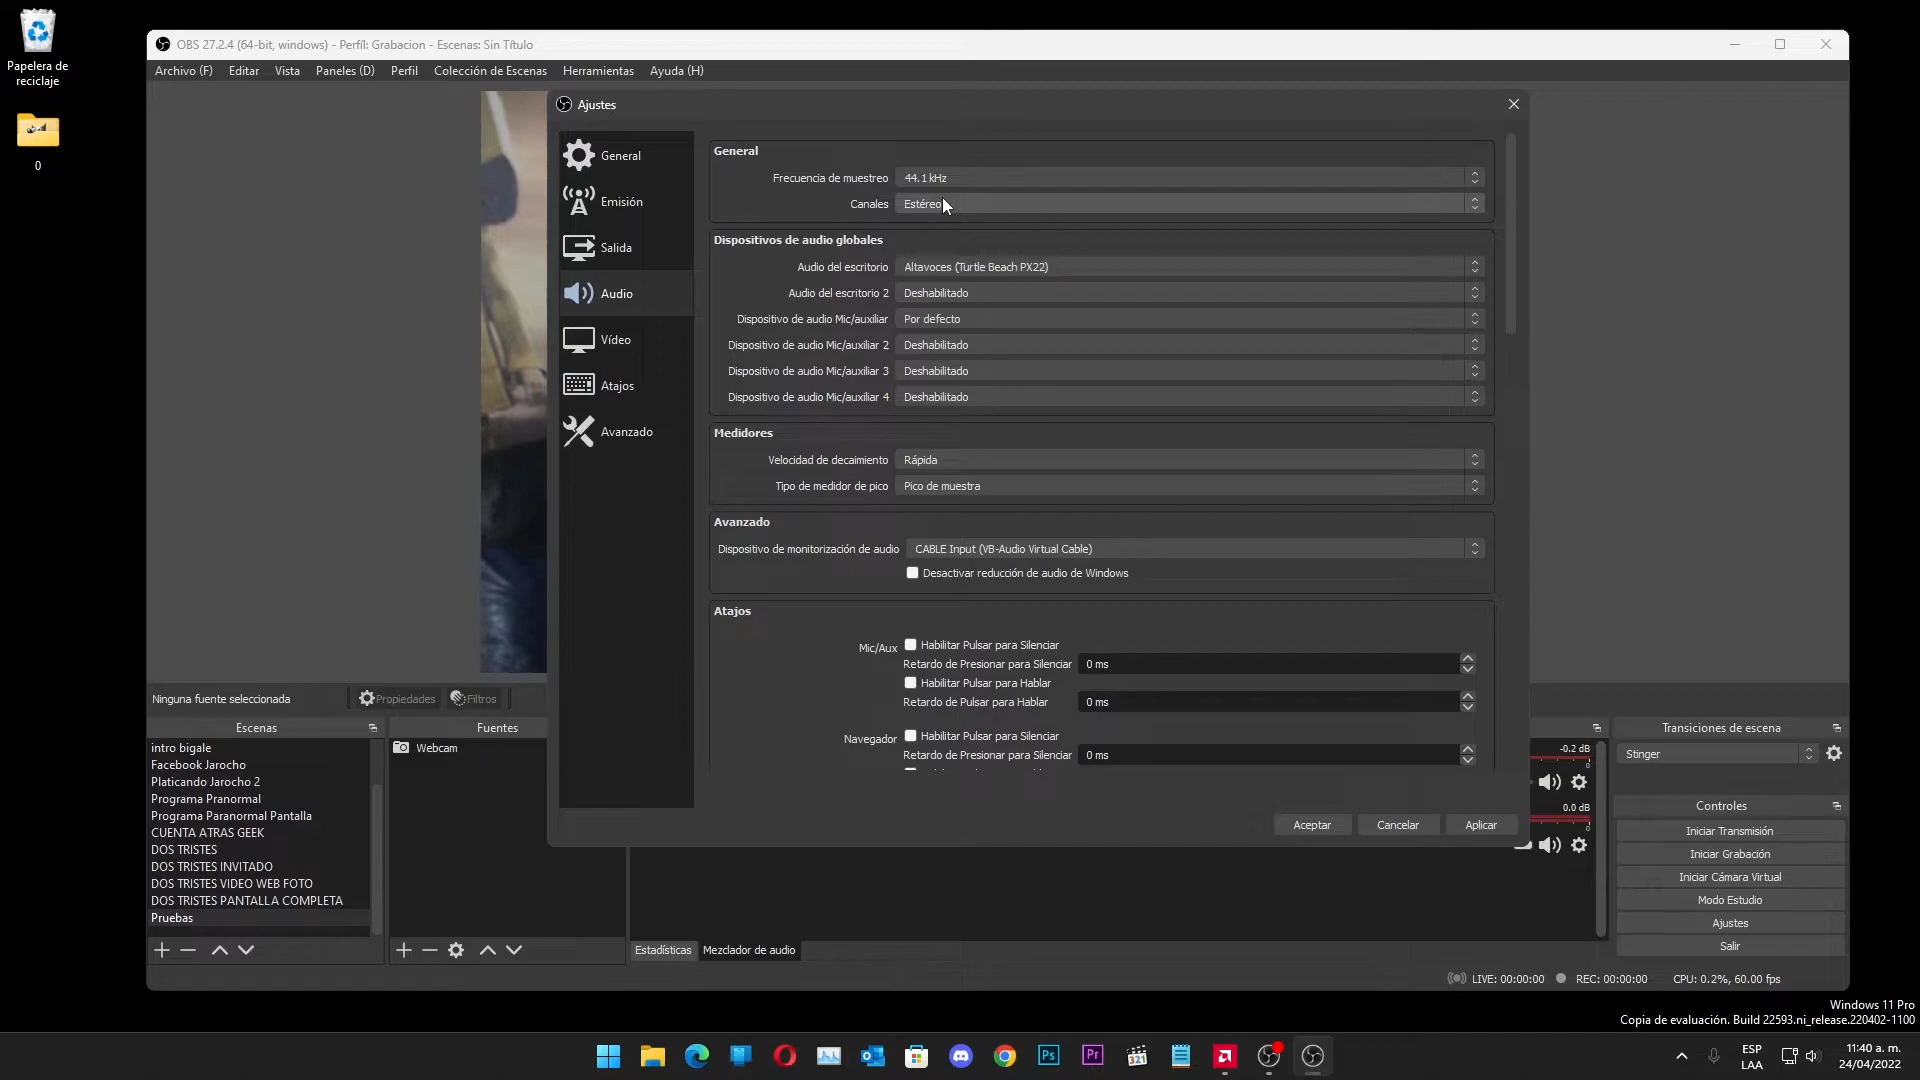 Papelera de
reciclaje
0
OBS 27.2.4 (64-bit, windows) - Perfil: Grabacion - Escenas: Sin Título
Archivo (F) Editar Vista Paneles (D) Perfil Colección de Escenas Herramientas Ayuda (H)
Ajustes
General
Emisión
Salida
Audio
Vídeo
Atajos
Avanzado
General
Frecuencia de muestreo 44.1 kHz
Canales Estéreo
Dispositivos de audio globales
Audio del escritorio Altavoces (Turtle Beach PX22)
Audio del escritorio 2 Deshabilitado
Dispositivo de audio Mic/auxiliar Por defecto
Dispositivo de audio Mic/auxiliar 2 Deshabilitado
Dispositivo de audio Mic/auxiliar 3 Deshabilitado
Dispositivo de audio Mic/auxiliar 4 Deshabilitado
Medidores
Velocidad de decaimiento Rápida
Tipo de medidor de pico Pico de muestra
Avanzado
Dispositivo de monitorización de audio CABLE Input (VB-Audio Virtual Cable)
Desactivar reducción de audio de Windows
Atajos
Mic/Aux Habilitar Pulsar para Silenciar
Retardo de Presionar para Silenciar 0 ms
Habilitar Pulsar para Hablar
Retardo de Pulsar para Hablar 0 ms
Navegador Habilitar Pulsar para Silenciar
Retardo de Presionar para Silenciar 0 ms
Aceptar Cancelar Aplicar
Ninguna fuente seleccionada Propiedades Filtros
Escenas
intro bigale
Facebook Jarocho
Platicando Jarocho 2
Programa Pranormal
Programa Paranormal Pantalla
CUENTA ATRAS GEEK
DOS TRISTES
DOS TRISTES INVITADO
DOS TRISTES VIDEO WEB FOTO
DOS TRISTES PANTALLA COMPLETA
Pruebas
Fuentes
Webcam
-0.2 dB
0
0.0 dB
0
Estadísticas Mezclador de audio
Transiciones de escena
Stinger
Controles
Iniciar Transmisión
Iniciar Grabación
Iniciar Cámara Virtual
Modo Estudio
Ajustes
Salir
LIVE: 00:00:00 REC: 00:00:00 CPU: 0.2%, 60.00 fps
Windows 11 Pro
Copia de evaluación. Build 22593.ni_release.220402-1100
Ps
Pr
321
ESP
LAA
11:40 a. m.
24/04/2022